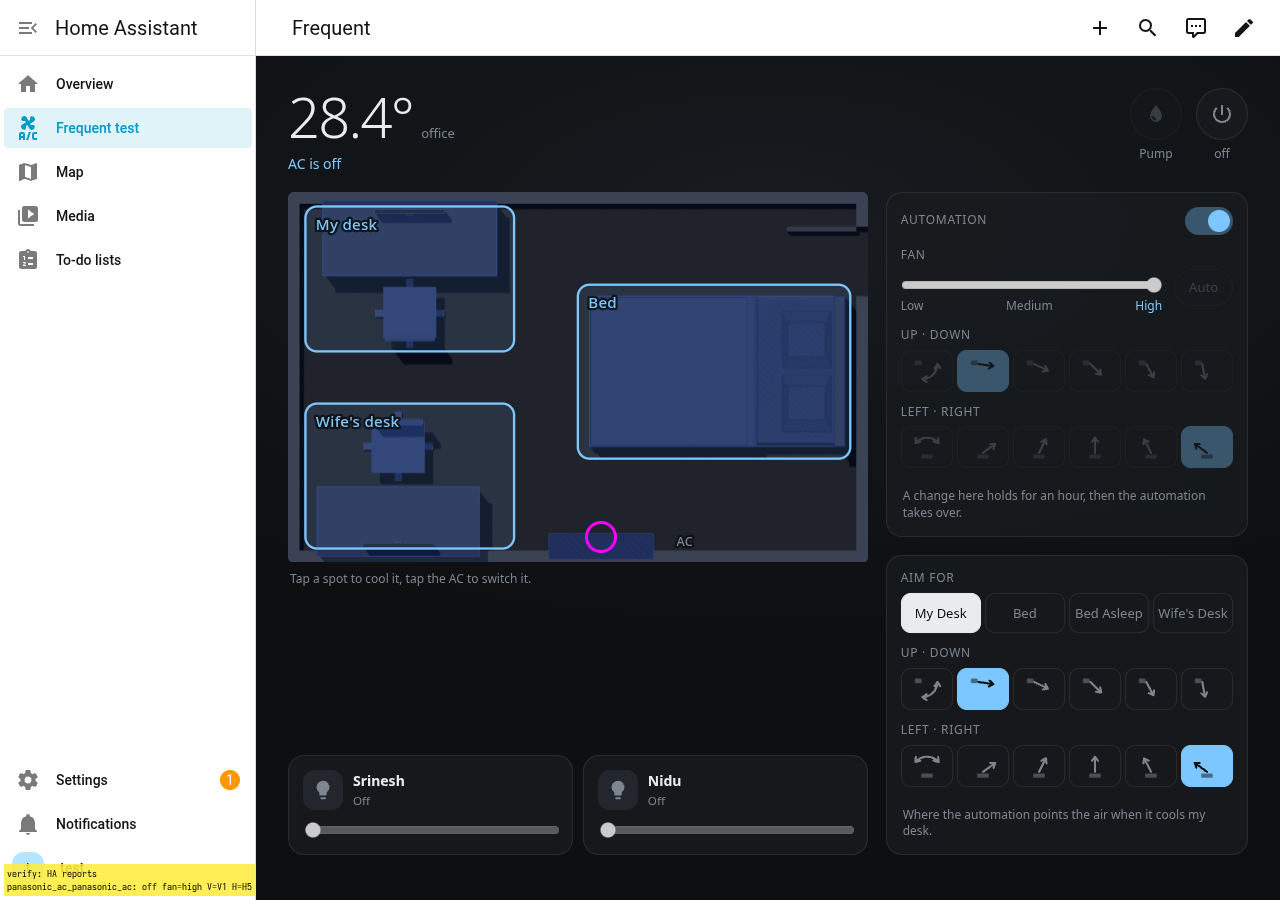 Home Assistant
Frequent
Overview
Frequent test
A/C
Map
Media
To-do lists
Settings
1
Notifications
verify: HA reports
panasonic_ac_panasonic_ac: off fan=high V=V1 H=H5
28.4° office
AC is off
Pump
off
My desk
Bed
Wife's desk
AC
Tap a spot to cool it, tap the AC to switch it.
AUTOMATION
FAN
Auto
Low Medium High
UP · DOWN
LEFT · RIGHT
A change here holds for an hour, then the automation
takes over.
AIM FOR
My Desk Bed Bed Asleep Wife's Desk
UP · DOWN
LEFT · RIGHT
Where the automation points the air when it cools my
desk.
Srinesh
Off
Nidu
Off